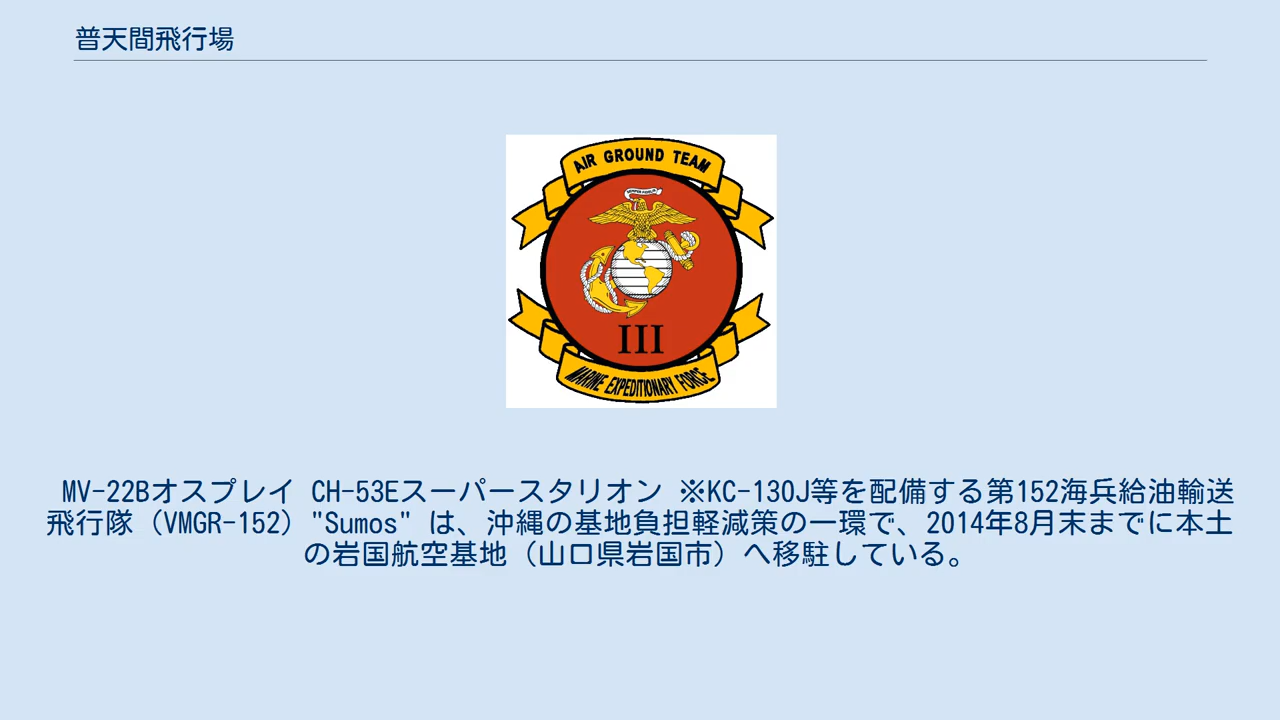 普天間飛行場
AIR GROUND TEAM
III
MARINE EXPEDITIONARY FORCE
MV-22Bオスプレイ CH-53Eスーパースタリオン ※KC-130J等を配備する第152海兵給油輸送
飛行隊（VMGR-152）"Sumos" は、沖縄の基地負担軽減策の一環で、2014年8月末までに本土
の岩国航空基地（山口県岩国市）へ移駐している。